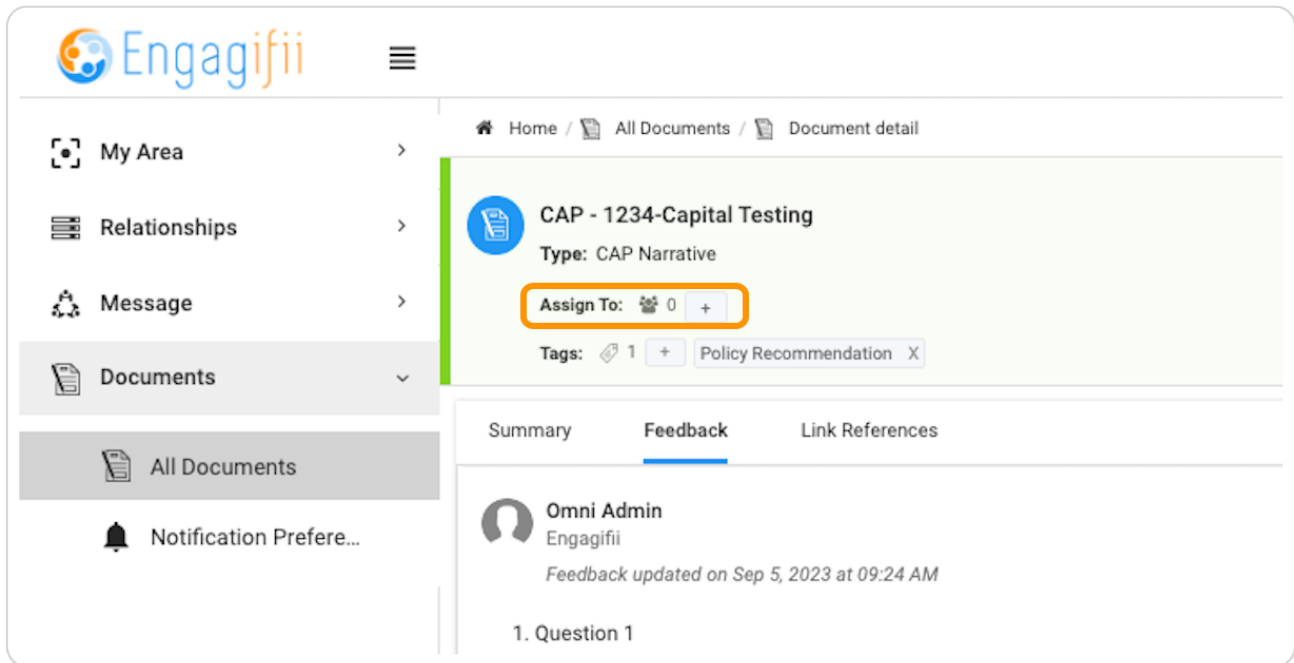 Engagifii
Home / All Documents / Document detail
My Area
Relationships
Message
Documents
All Documents
Notification Prefere...
CAP - 1234-Capital Testing
Type: CAP Narrative
Assign To: 0 +
Tags: 1 + Policy Recommendation X
Summary Feedback Link References
Omni Admin
Engagifii
Feedback updated on Sep 5, 2023 at 09:24 AM
1. Question 1